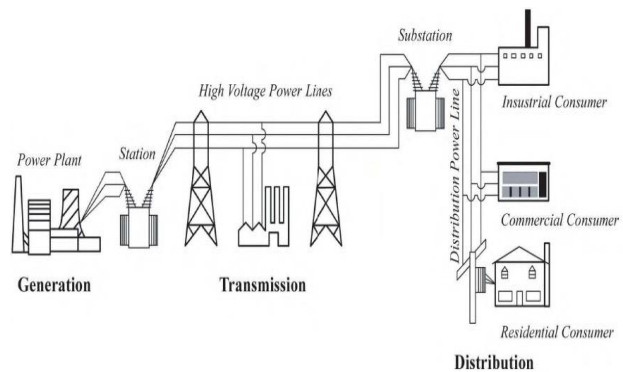 Substation
Station
High Voltage Power Lines
Insustrial Consumer
Power Plant
Station
Distribution Power Line
Commercial Consumer
Generation
Transmission
Residential Consumer
Distribution